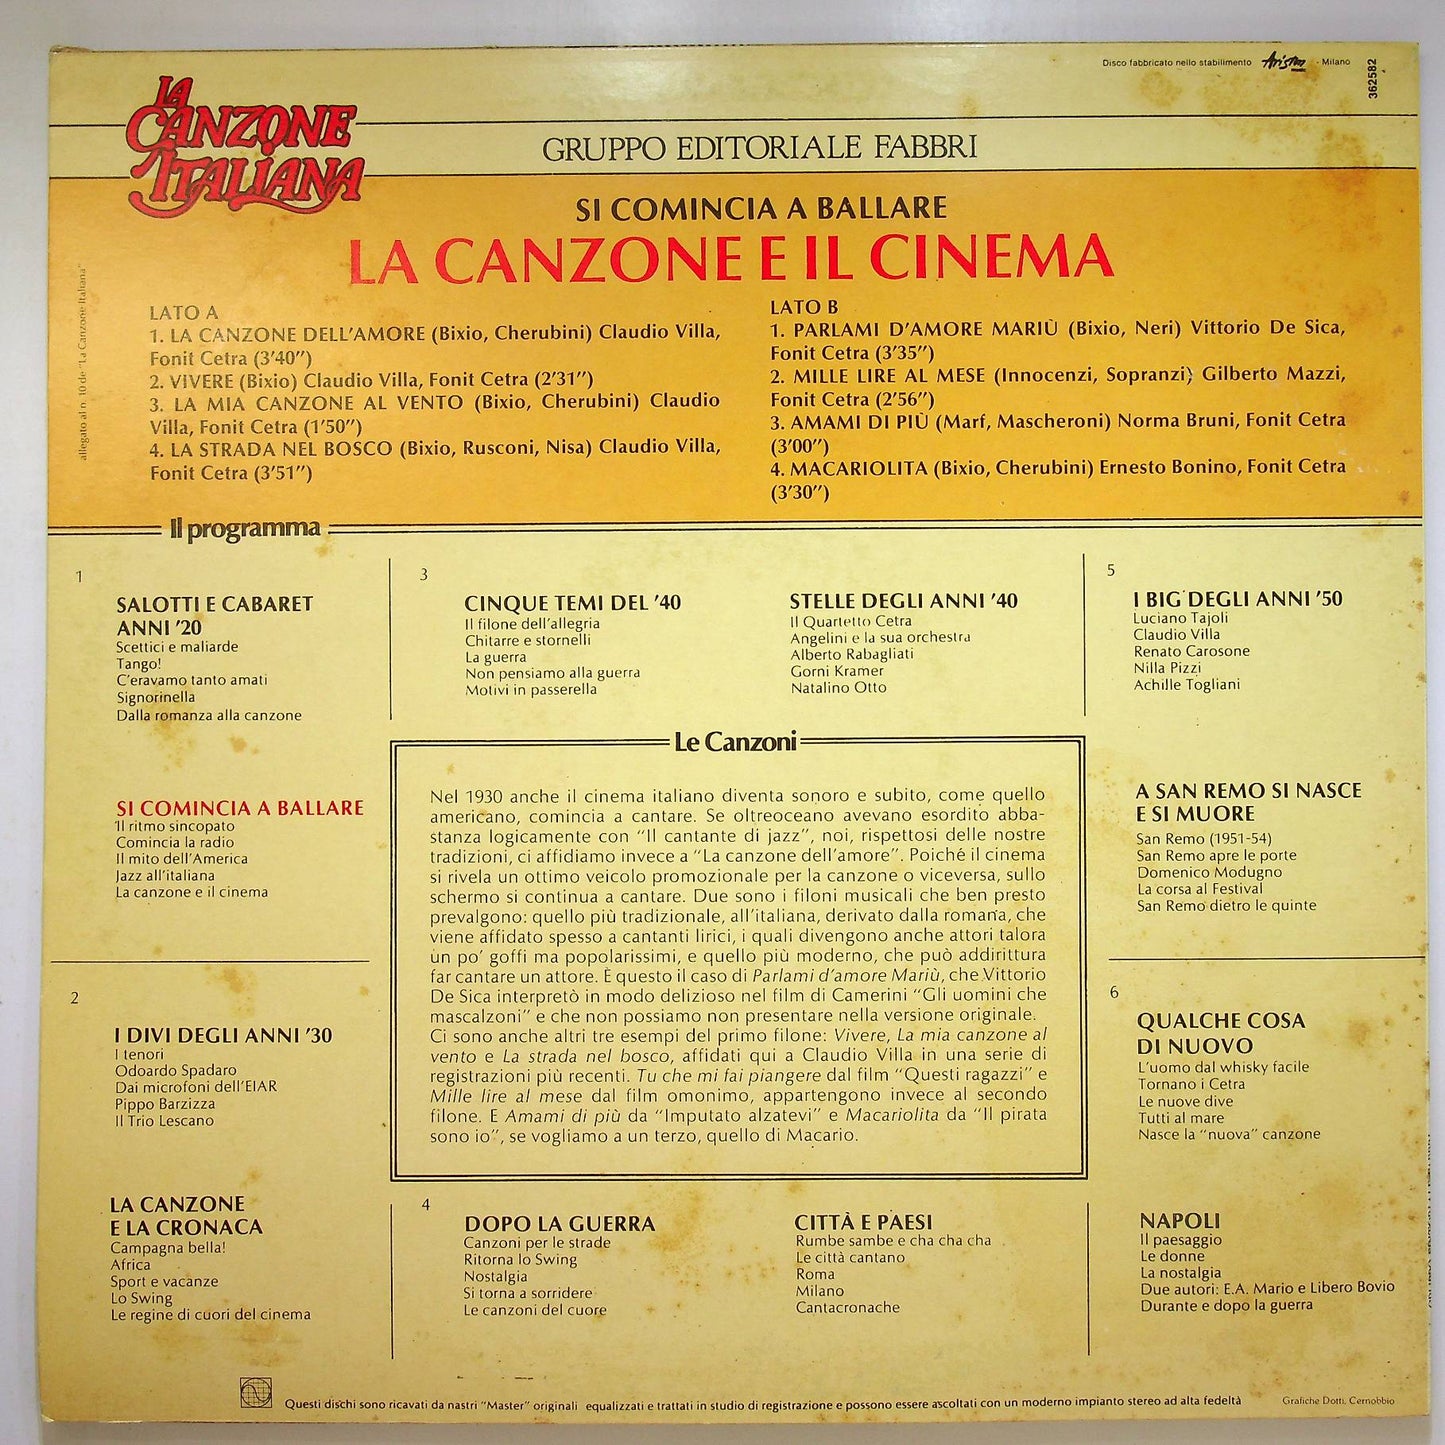 Disco fabbricato nello stabilimento Ariston - Milano
362582
LA
CANZONE
ITALIANA
GRUPPO EDITORIALE FABBRI
SI COMINCIA A BALLARE
LA CANZONE E IL CINEMA
allegato al n. 10 de "La Canzone Italiana"
LATO A
1. LA CANZONE DELL'AMORE (Bixio, Cherubini) Claudio Villa,
Fonit Cetra (3'40")
2. VIVERE (Bixio) Claudio Villa, Fonit Cetra (2'31")
3. LA MIA CANZONE AL VENTO (Bixio, Cherubini) Claudio
Villa, Fonit Cetra (1'50")
4. LA STRADA NEL BOSCO (Bixio, Rusconi, Nisa) Claudio Villa,
Fonit Cetra (3'51")
LATO B
1. PARLAMI D'AMORE MARIÙ (Bixio, Neri) Vittorio De Sica,
Fonit Cetra (3'35")
2. MILLE LIRE AL MESE (Innocenzi, Sopranzi) Gilberto Mazzi,
Fonit Cetra (2'56")
3. AMAMI DI PIÙ (Marf, Mascheroni) Norma Bruni, Fonit Cetra
(3'00")
4. MACARIOLITA (Bixio, Cherubini) Ernesto Bonino, Fonit Cetra
(3'30")
Il programma
1
SALOTTI E CABARET
ANNI '20
Scettici e maliarde
Tango!
C'eravamo tanto amati
Signorinella
Dalla romanza alla canzone
SI COMINCIA A BALLARE
Il ritmo sincopato
Comincia la radio
Il mito dell'America
Jazz all'italiana
La canzone e il cinema
2
I DIVI DEGLI ANNI '30
I tenori
Odoardo Spadaro
Dai microfoni dell'EIAR
Pippo Barzizza
Il Trio Lescano
LA CANZONE
E LA CRONACA
Campagna bella!
Africa
Sport e vacanze
Lo Swing
Le regine di cuori del cinema
3
CINQUE TEMI DEL '40
Il filone dell'allegria
Chitarre e stornelli
La guerra
Non pensiamo alla guerra
Motivi in passerella
STELLE DEGLI ANNI '40
Il Quartetto Cetra
Angelini e la sua orchestra
Alberto Rabagliati
Gorni Kramer
Natalino Otto
Le Canzoni
Nel 1930 anche il cinema italiano diventa sonoro e subito, come quello
americano, comincia a cantare. Se oltreoceano avevano esordito abba-
stanza logicamente con "Il cantante di jazz", noi, rispettosi delle nostre
tradizioni, ci affidiamo invece a "La canzone dell'amore". Poiché il cinema
si rivela un ottimo veicolo promozionale per la canzone o viceversa, sullo
schermo si continua a cantare. Due sono i filoni musicali che ben presto
prevalgono: quello più tradizionale, all'italiana, derivato dalla romana, che
viene affidato spesso a cantanti lirici, i quali divengono anche attori talora
un po' goffi ma popolarissimi, e quello più moderno, che può addirittura
far cantare un attore. È questo il caso di Parlami d'amore Mariù, che Vittorio
De Sica interpretò in modo delizioso nel film di Camerini "Gli uomini che
mascalzoni" e che non possiamo non presentare nella versione originale.
Ci sono anche altri tre esempi del primo filone: Vivere, La mia canzone al
vento e La strada nel bosco, affidati qui a Claudio Villa in una serie di
registrazioni più recenti. Tu che mi fai piangere dal film "Questi ragazzi" e
Mille lire al mese dal film omonimo, appartengono invece al secondo
filone. E Amami di più da "Imputato alzatevi" e Macariolita da "Il pirata
sono io", se vogliamo a un terzo, quello di Macario.
4
DOPO LA GUERRA
Canzoni per le strade
Ritorna lo Swing
Nostalgia
Si torna a sorridere
Le canzoni del cuore
CITTÀ E PAESI
Rumbe sambe e cha cha cha
Le città cantano
Roma
Milano
Cantacronache
5
I BIG DEGLI ANNI '50
Luciano Tajoli
Claudio Villa
Renato Carosone
Nilla Pizzi
Achille Togliani
A SAN REMO SI NASCE
E SI MUORE
San Remo (1951-54)
San Remo apre le porte
Domenico Modugno
La corsa al Festival
San Remo dietro le quinte
6
QUALCHE COSA
DI NUOVO
L'uomo dal whisky facile
Tornano i Cetra
Le nuove dive
Tutti al mare
Nasce la "nuova" canzone
NAPOLI
Il paesaggio
Le donne
La nostalgia
Due autori: E.A. Mario e Libero Bovio
Durante e dopo la guerra
Questi dischi sono ricavati da nastri "Master" originali equalizzati e trattati in studio di registrazione e possono essere ascoltati con un moderno impianto stereo ad alta fedeltà
Grafiche Dotti, Cernobbio